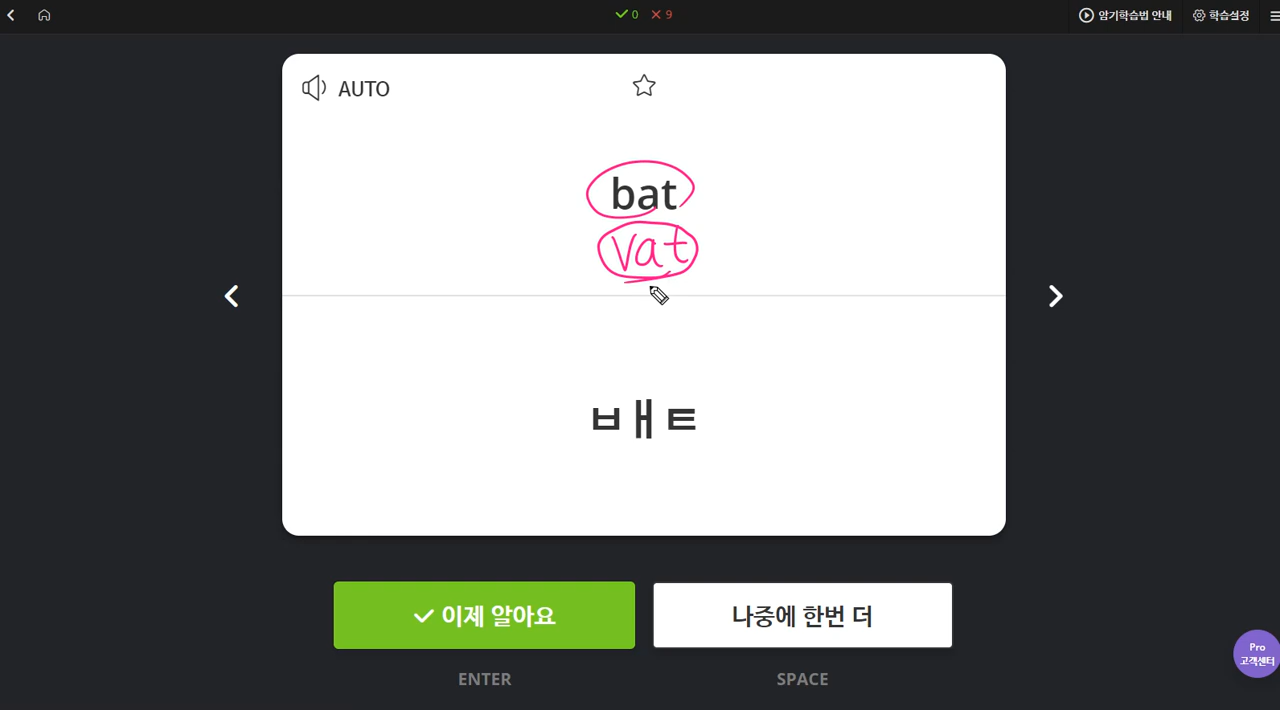 0 9 암기학습법 안내 학습설정
AUTO
bat
vat
배트
이제 알아요 나중에 한번 더
ENTER SPACE
Pro
고객센터